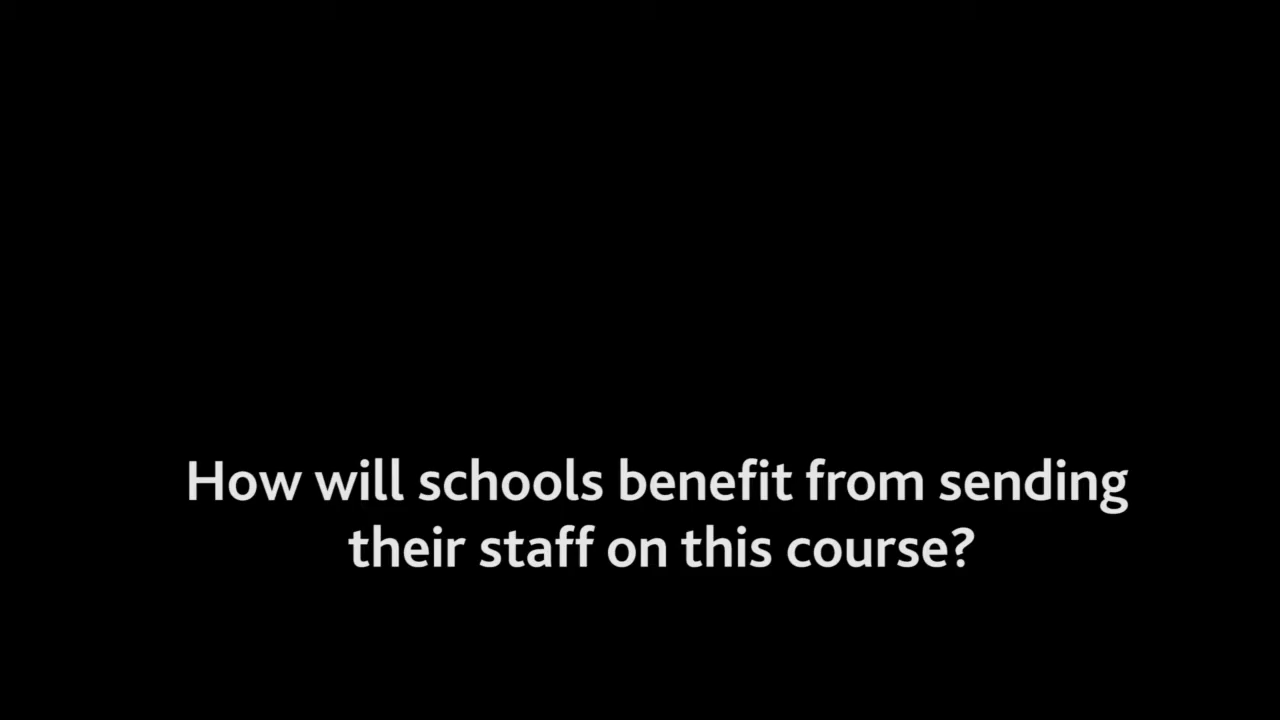 How will schools benefit from sending
their staff on this course?